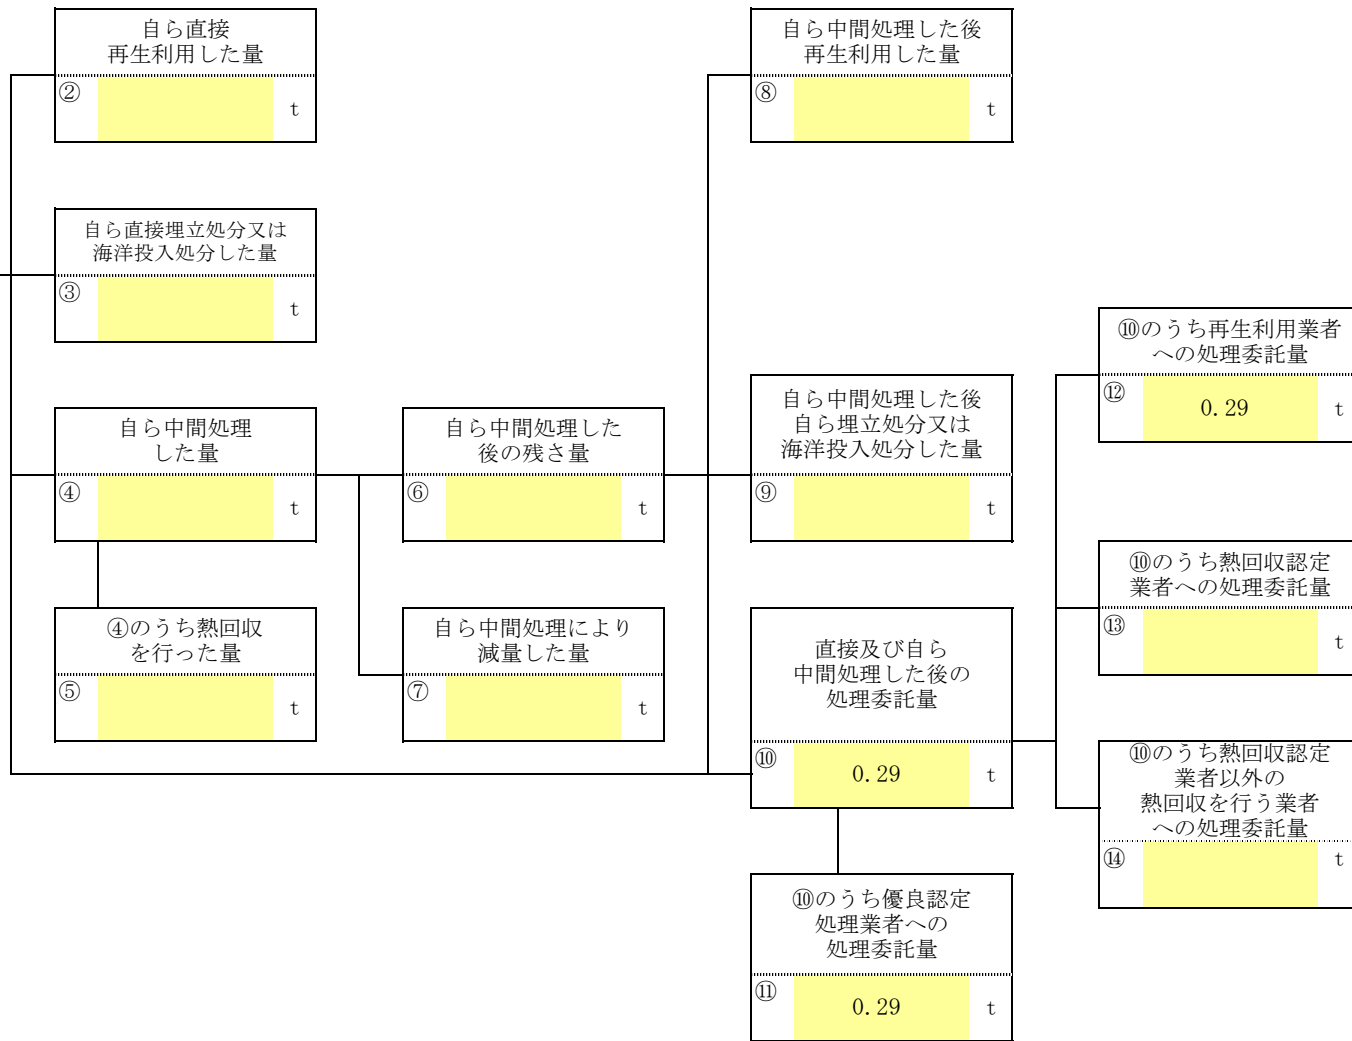 自ら直接
再生利用した量
②
t
自ら中間処理した後
再生利用した量
⑧
t
自ら直接埋立処分又は
海洋投入処分した量
③
t
⑩のうち再生利用業者
への処理委託量
⑫
0.29
t
自ら中間処理
した量
④
t
自ら中間処理した
後の残さ量
⑥
t
自ら中間処理した後
自ら埋立処分又は
海洋投入処分した量
⑨
t
⑩のうち熱回収認定
業者への処理委託量
⑬
t
④のうち熱回収
を行った量
⑤
t
自ら中間処理により
減量した量
⑦
t
直接及び自ら
中間処理した後の
処理委託量
⑩
0.29
t
⑩のうち熱回収認定
業者以外の
熱回収を行う業者
への処理委託量
⑭
t
⑩のうち優良認定
処理業者への
処理委託量
⑪
0.29
t